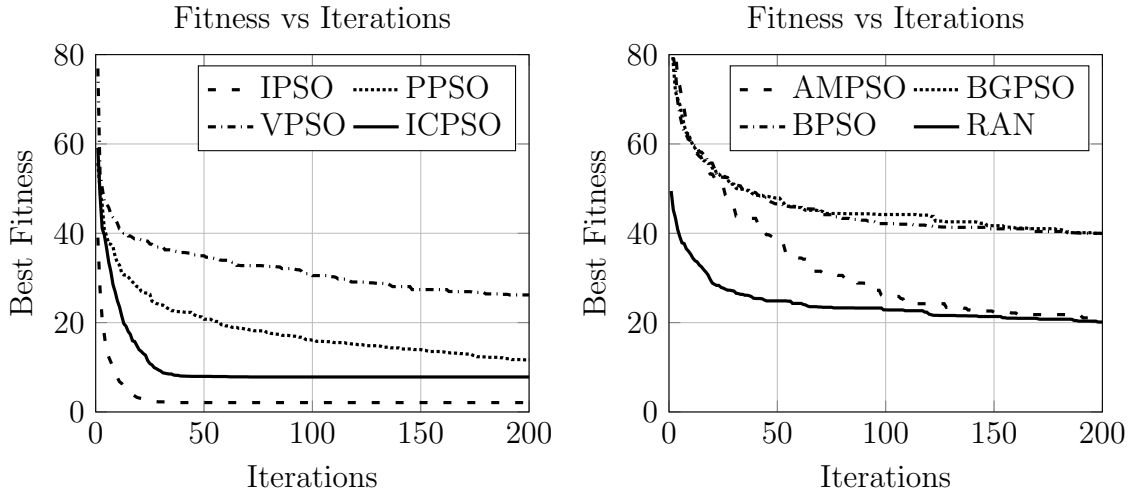 Fitness vs Iterations
80
60
40
20
0
Best Fitness
IPSO PPSO
VPSO ICPSO
0 50 100 150 200
Iterations
Fitness vs Iterations
80
60
40
20
0
Best Fitness
AMPSO BGPSO
BPSO RAN
0 50 100 150 200
Iterations